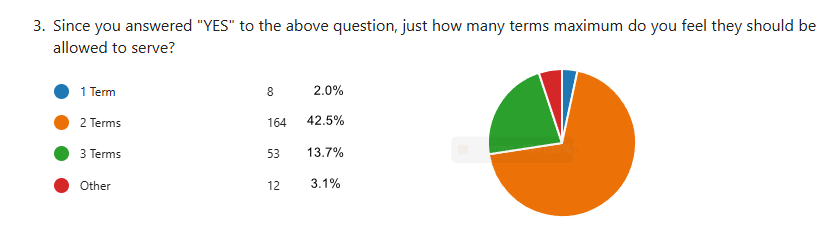 3. Since you answered "YES" to the above question, just how many terms maximum do you feel they should be
allowed to serve?
1 Term 8 2.0%
2 Terms 164 42.5%
3 Terms 53 13.7%
Other 12 3.1%